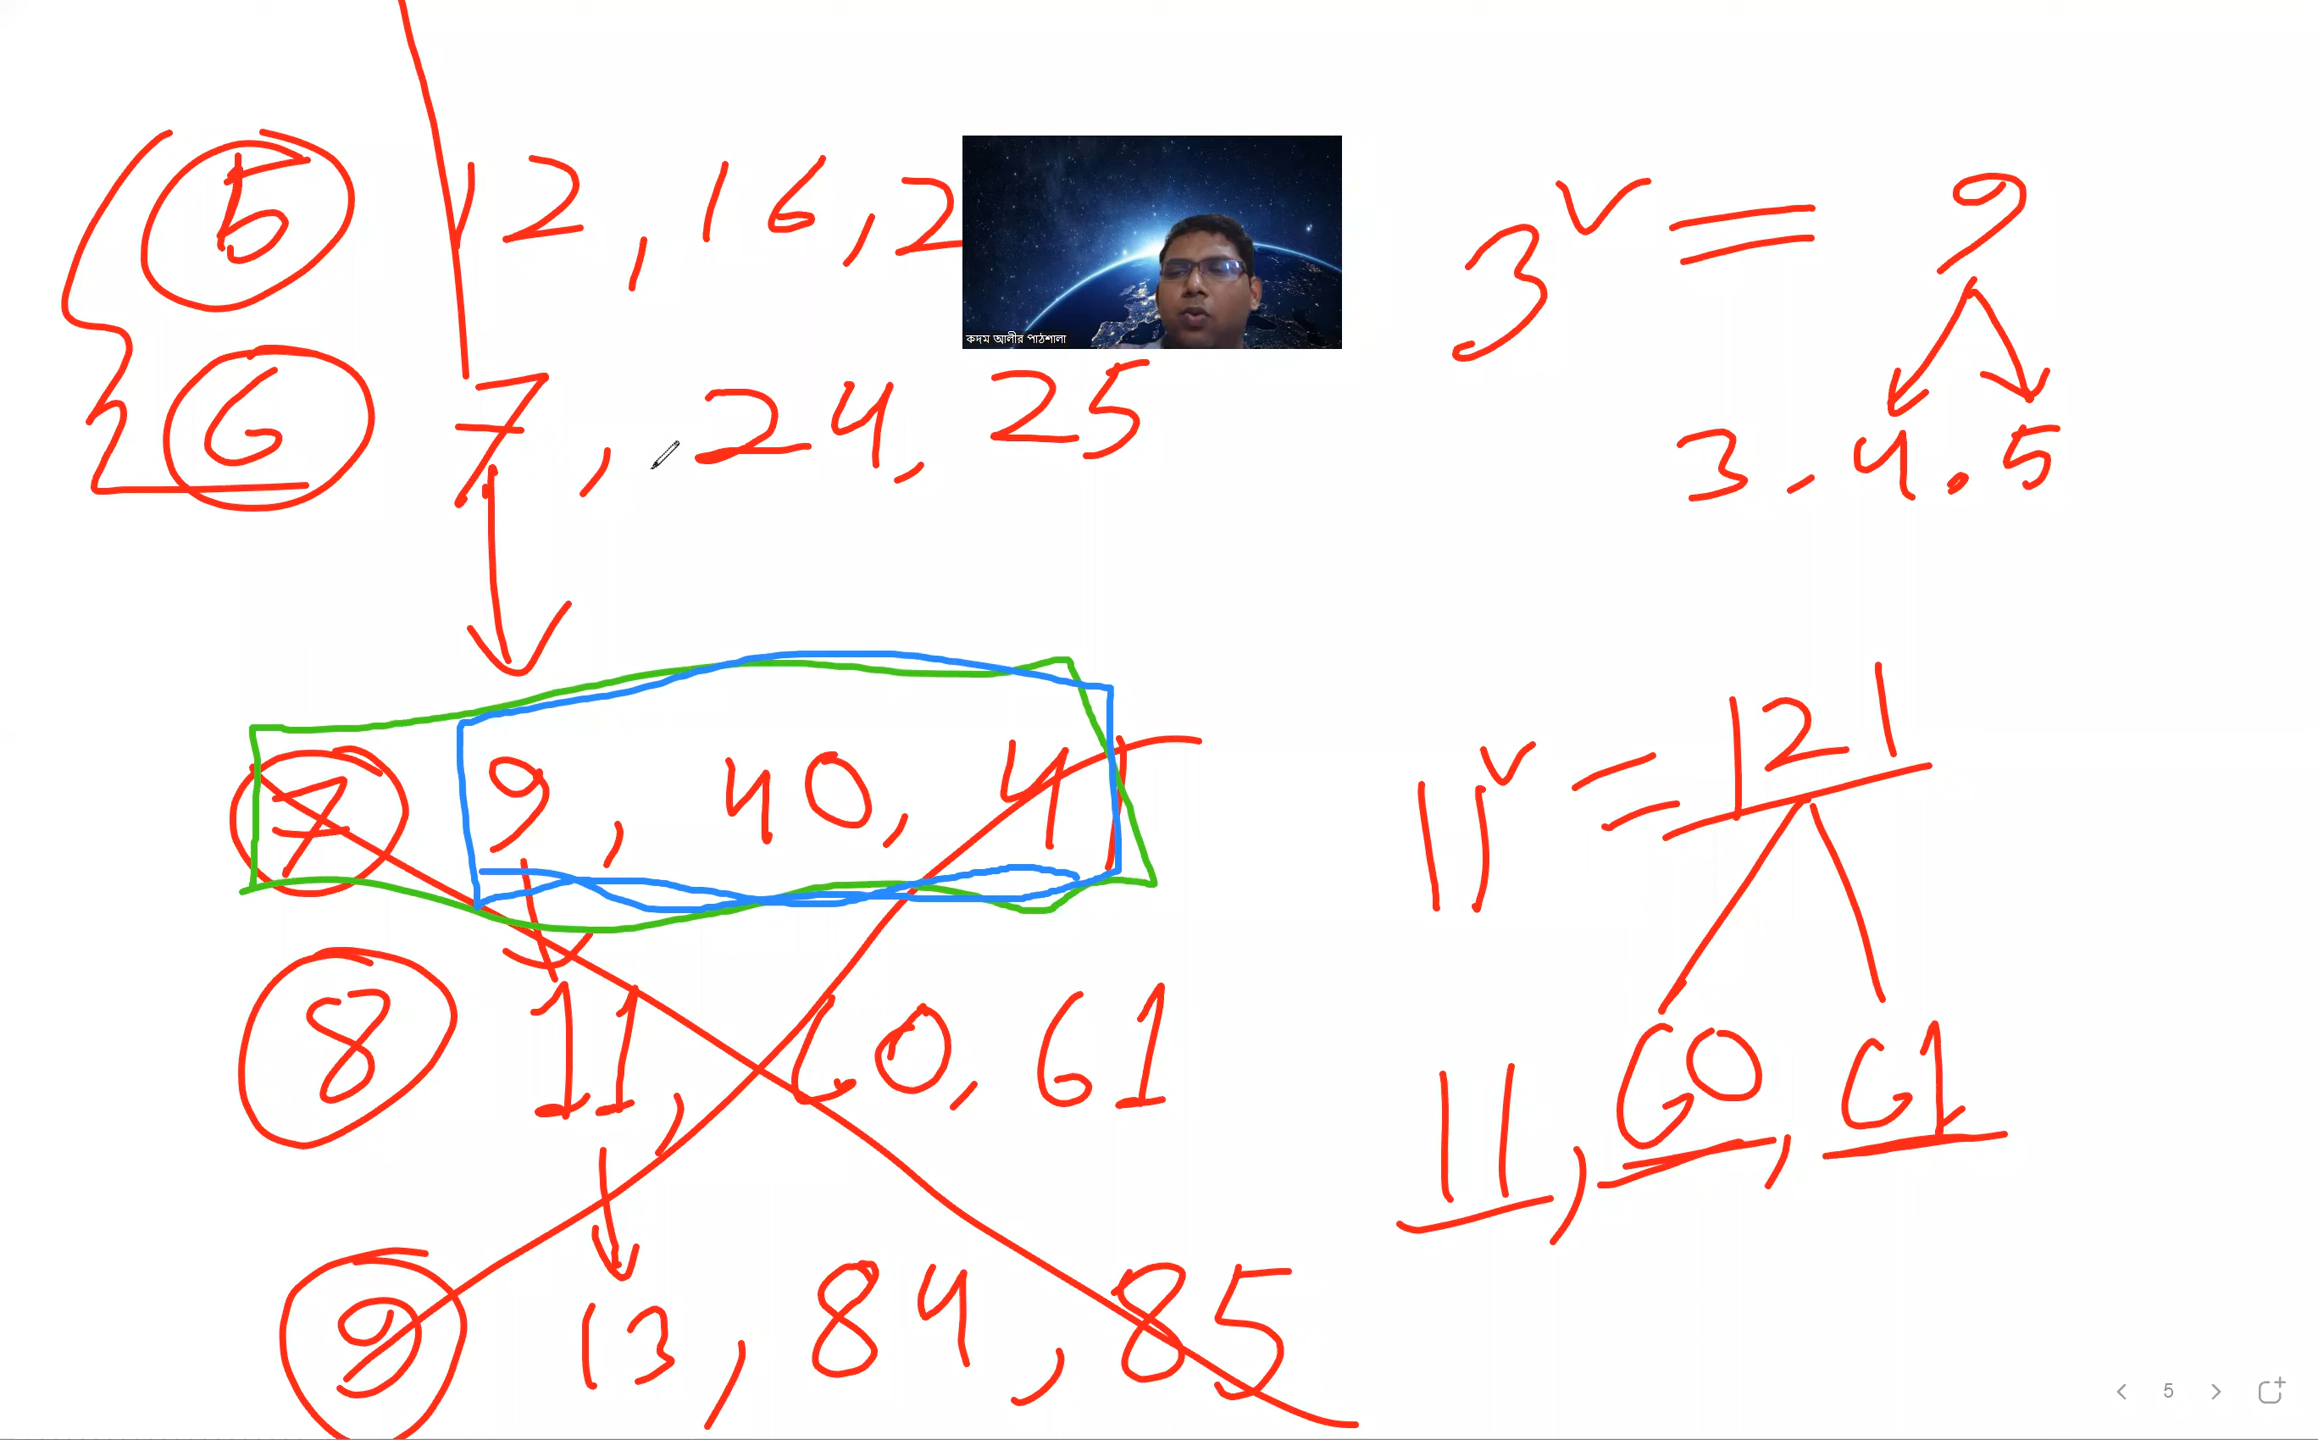 5 12, 16, 2
6 7, 24, 25
7 9, 40, 41
8 11, 60, 61
9 13, 84, 85
কদম আলীর পাঠশালা
3² = 9
3, 4, 5
11² = 121
11, 60, 61
5